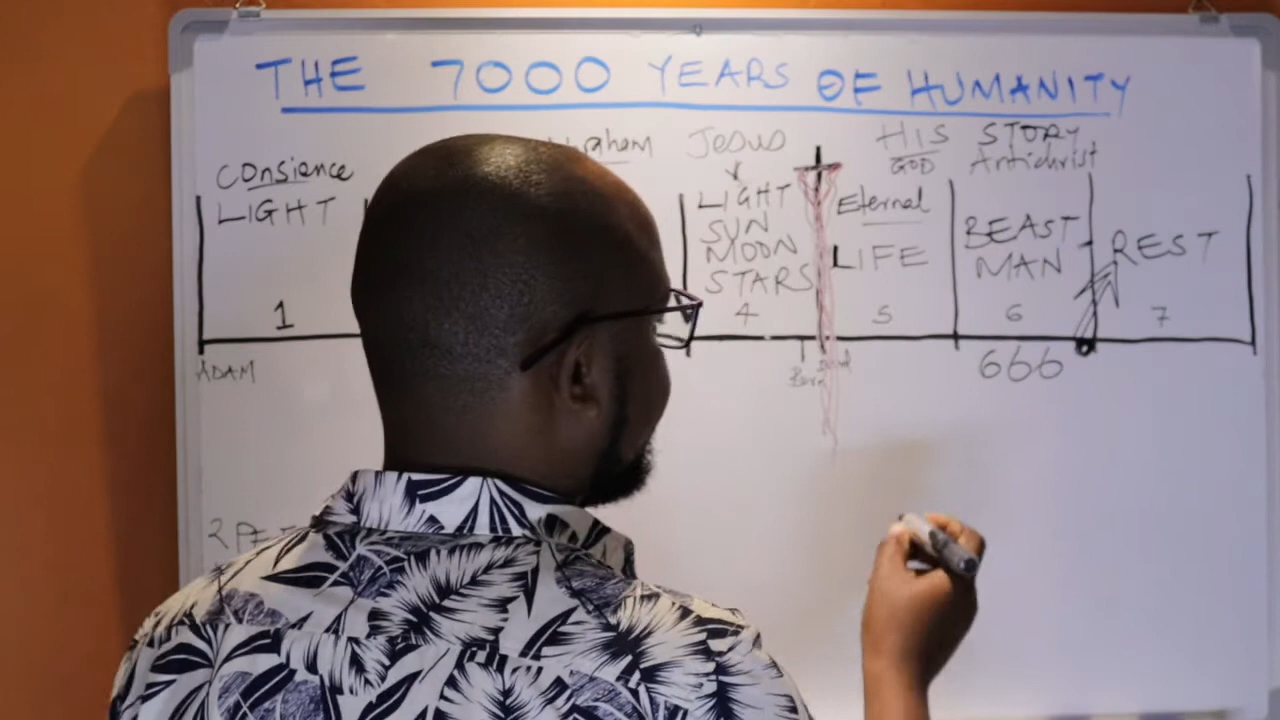 THE 7000 YEARS OF HUMANITY
Jesus
HIS STORY
GOD Antichrist
COnsience
LIGHT
LIGHT
SUN
MOON
STARS
Eternal
LIFE
BEAST
MAN
REST
1
4
5
6
7
ADAM
Born
666